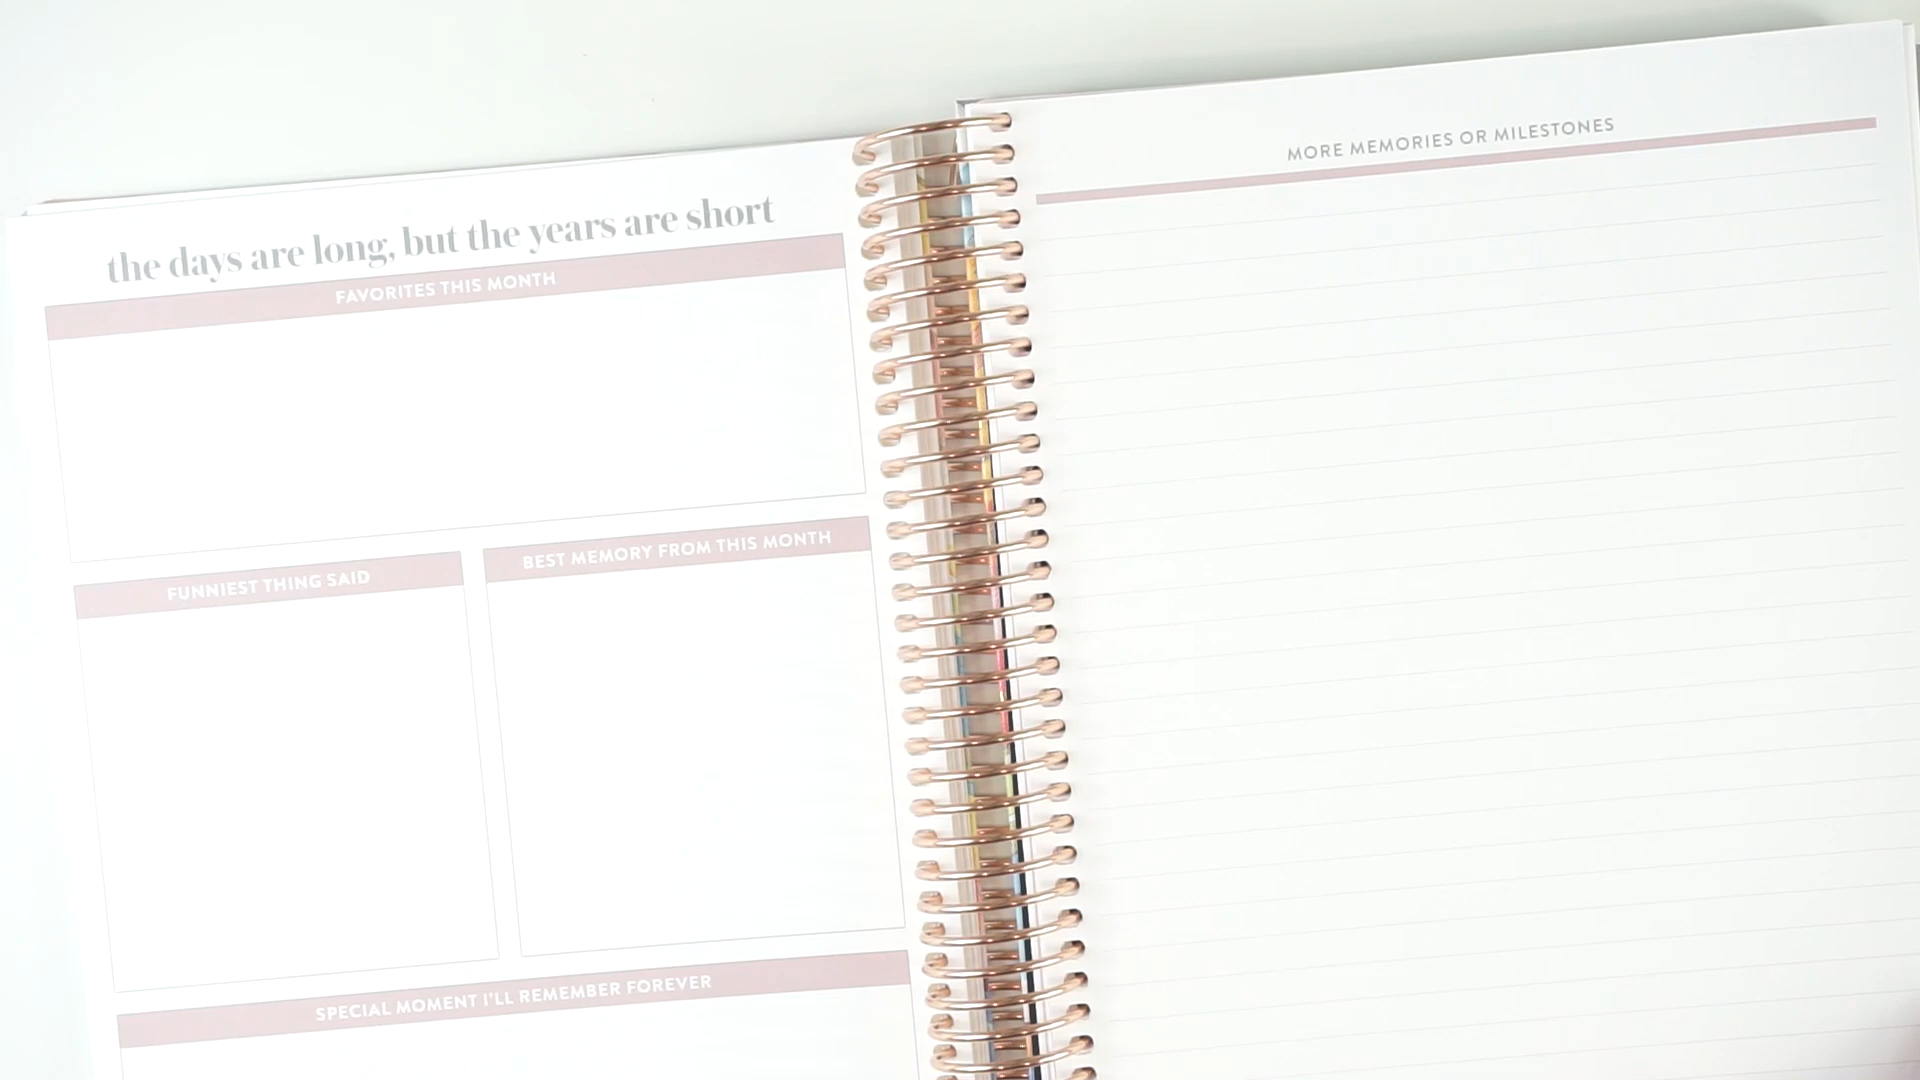 the days are long, but the years are short
FAVORITES THIS MONTH
FUNNIEST THING SAID
BEST MEMORY FROM THIS MONTH
SPECIAL MOMENT I'LL REMEMBER FOREVER
MORE MEMORIES OR MILESTONES